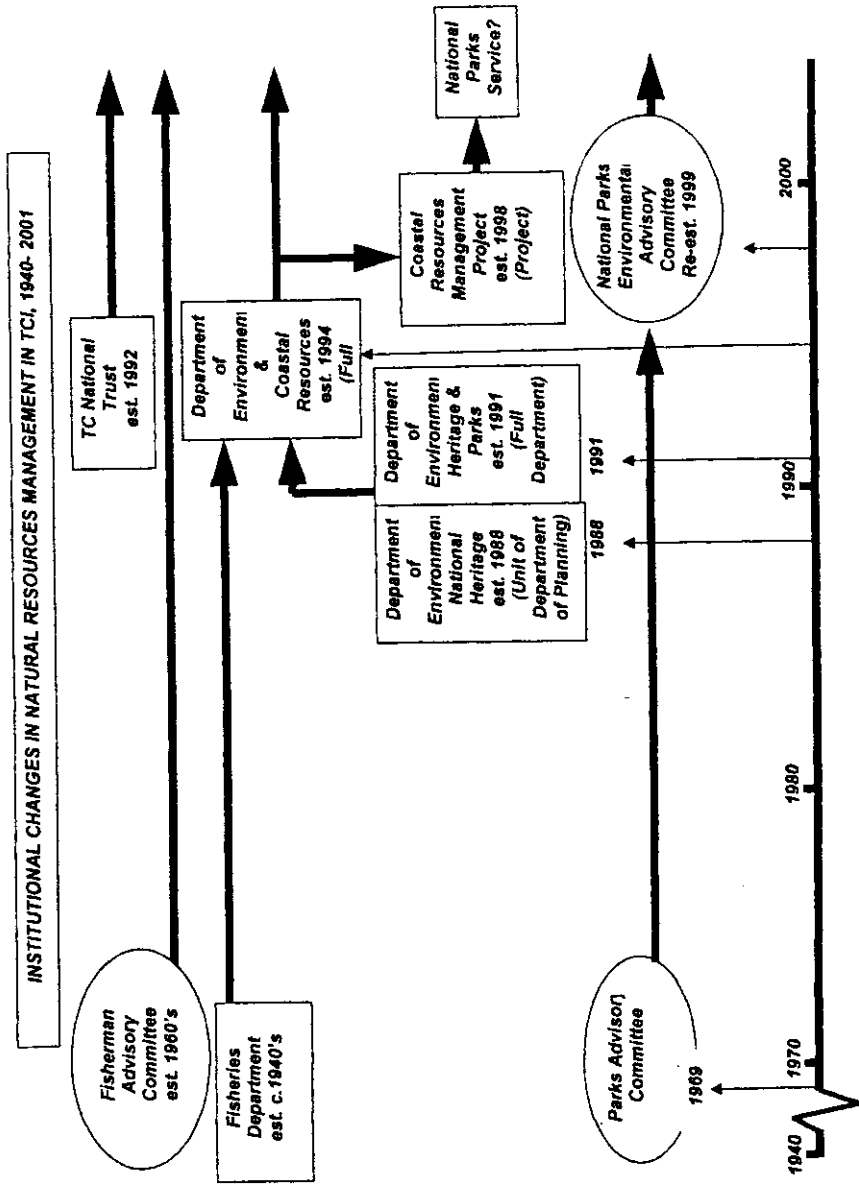 INSTITUTIONAL CHANGES IN NATURAL RESOURCES MANAGEMENT IN TCI, 1940- 2001
Fisherman
Advisory
Committee
est. 1960's
TC National
Trust
est. 1992
Fisheries
Department
est. c.1940's
Department
of
Environment
&
Coastal
Resources
est. 1994
(Full
Department
of
Environment
National
Heritage
est. 1988
(Unit of
Department
of Planning)
Department
of
Environment
Heritage &
Parks
est. 1991
(Full
Department)
Coastal
Resources
Management
Project
est. 1998
(Project)
National
Parks
Service?
1988
1991
Parks Advisory
Committee
1969
National Parks
Environmental
Advisory
Committee
Re-est. 1999
1940
1970
1980
1990
2000